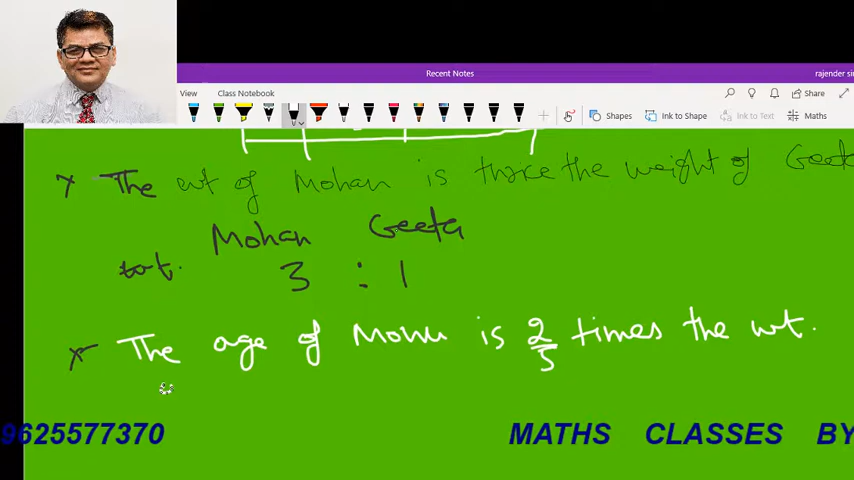 Recent Notes
rajender si
View Class Notebook Share
Shapes Ink to Shape Ink to Text Maths
The wt of Mohan is thrice the weight of Geeta
Mohan Geeta
wt. 3 : 1
The age of Monu is 2/5 times the wt.
9625577370 MATHS CLASSES BY